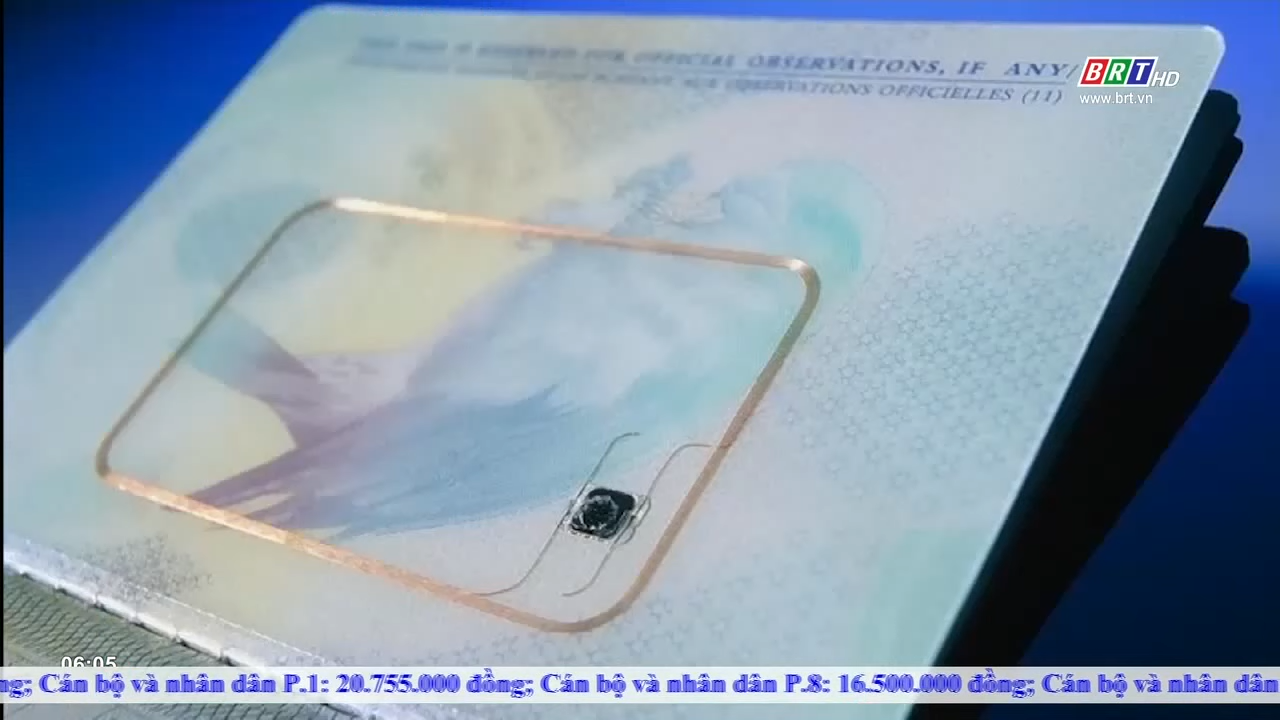 THIS PAGE IS RESERVED FOR OFFICIAL OBSERVATIONS, IF ANY/
OBSERVATIONS OFFICIELLES (11)
BRT HD
www.brt.vn
06:05
ng; Cán bộ và nhân dân P.1: 20.755.000 đồng; Cán bộ và nhân dân P.8: 16.500.000 đồng; Cán bộ và nhân dân